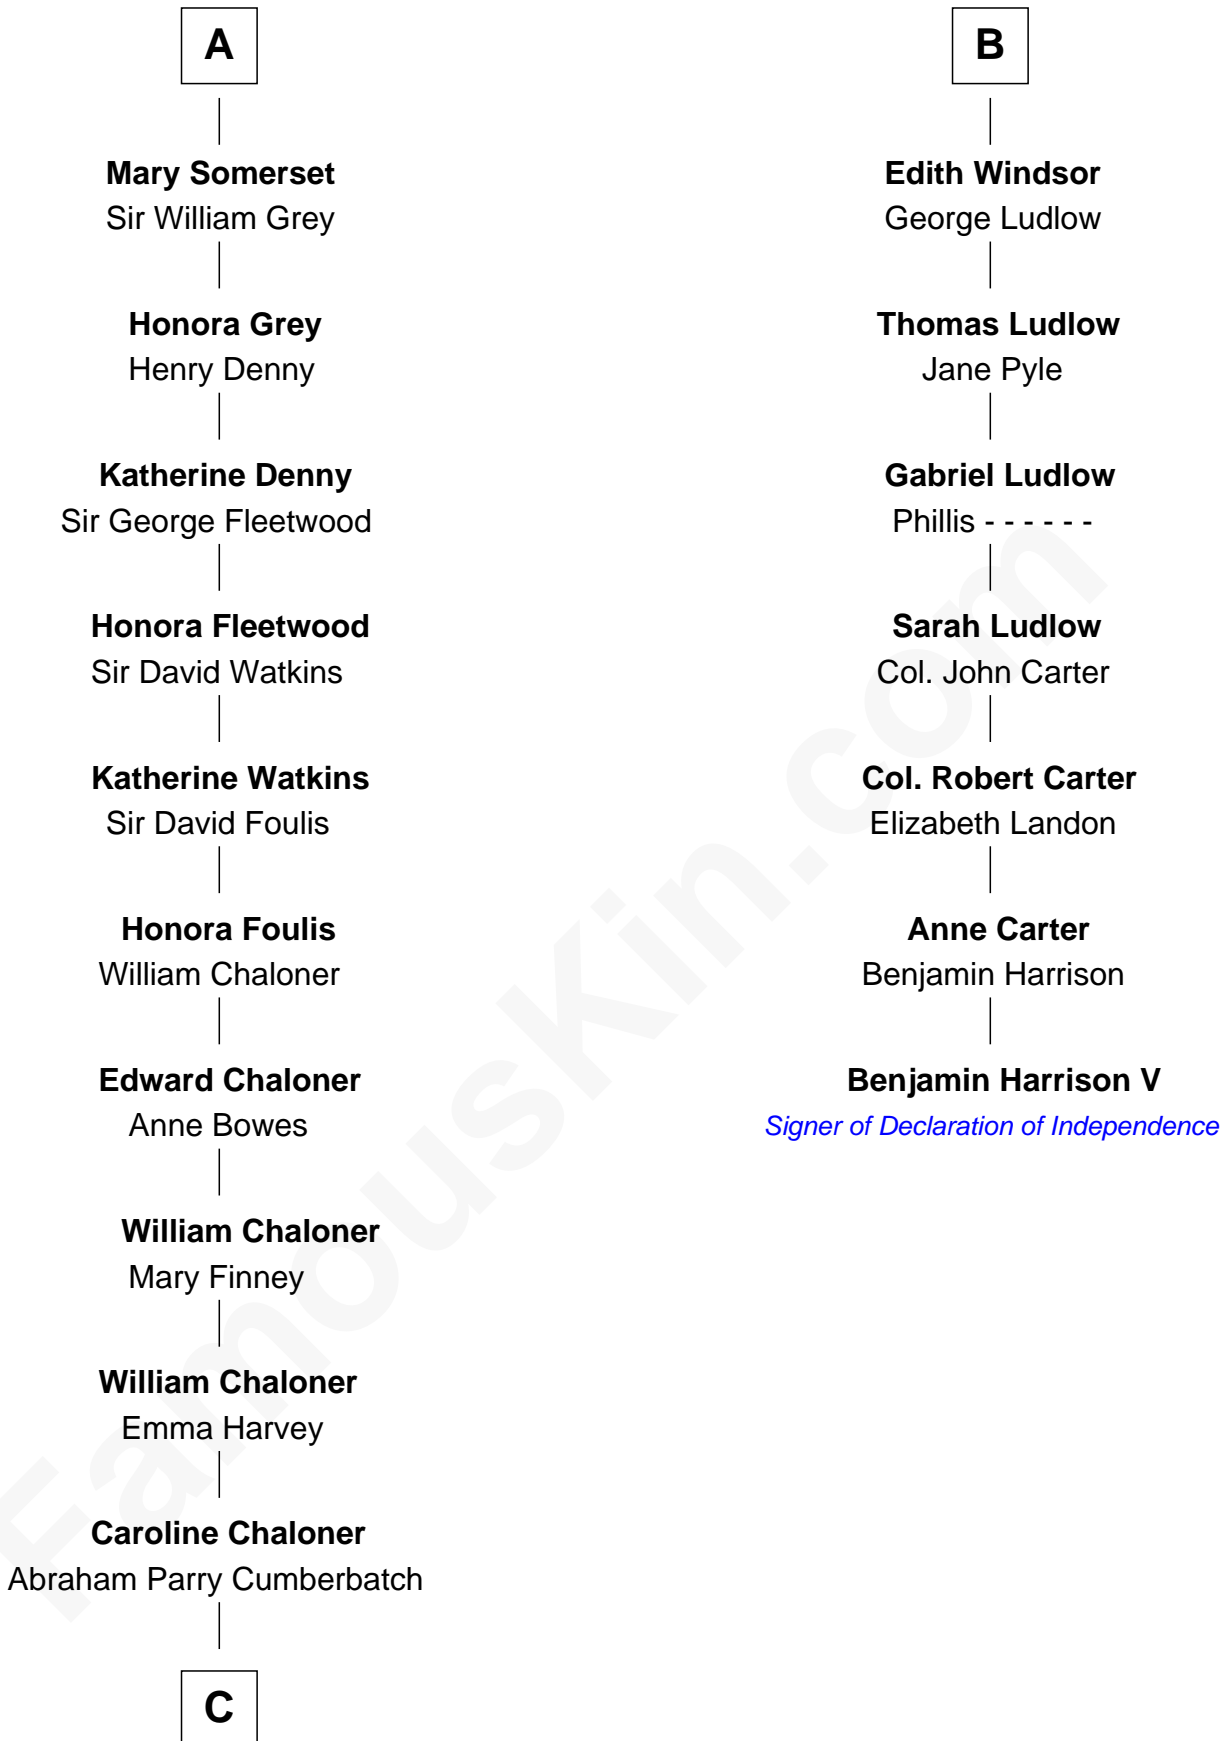 A
Mary Somerset
Sir William Grey
Honora Grey
Henry Denny
Katherine Denny
Sir George Fleetwood
Honora Fleetwood
Sir David Watkins
Katherine Watkins
Sir David Foulis
Honora Foulis
William Chaloner
Edward Chaloner
Anne Bowes
William Chaloner
Mary Finney
William Chaloner
Emma Harvey
Caroline Chaloner
Abraham Parry Cumberbatch
C
B
Edith Windsor
George Ludlow
Thomas Ludlow
Jane Pyle
Gabriel Ludlow
Phillis - - - - - -
Sarah Ludlow
Col. John Carter
Col. Robert Carter
Elizabeth Landon
Anne Carter
Benjamin Harrison
Benjamin Harrison V
Signer of Declaration of Independence
FamousKin.com